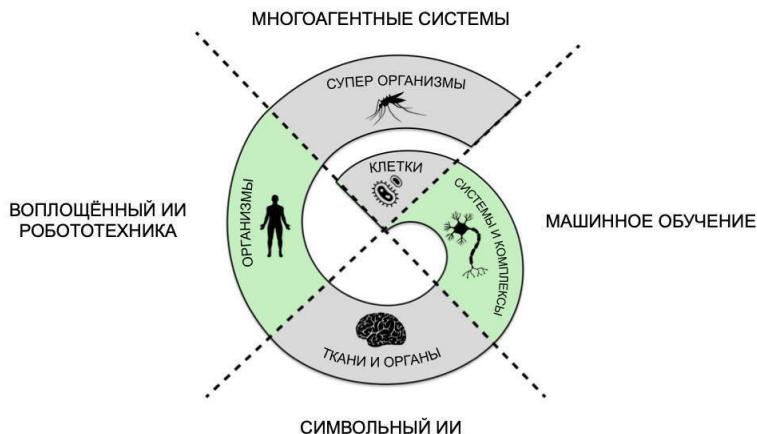 МНОГОАГЕНТНЫЕ СИСТЕМЫ
СУПЕР ОРГАНИЗМЫ
КЛЕТКИ
СИСТЕМЫ И КОМПЛЕКСЫ
ОРГАНИЗМЫ
ВОПЛОЩЁННЫЙ ИИ
РОБОТОТЕХНИКА
МАШИННОЕ ОБУЧЕНИЕ
ТКАНИ И ОРГАНЫ
СИМВОЛЬНЫЙ ИИ